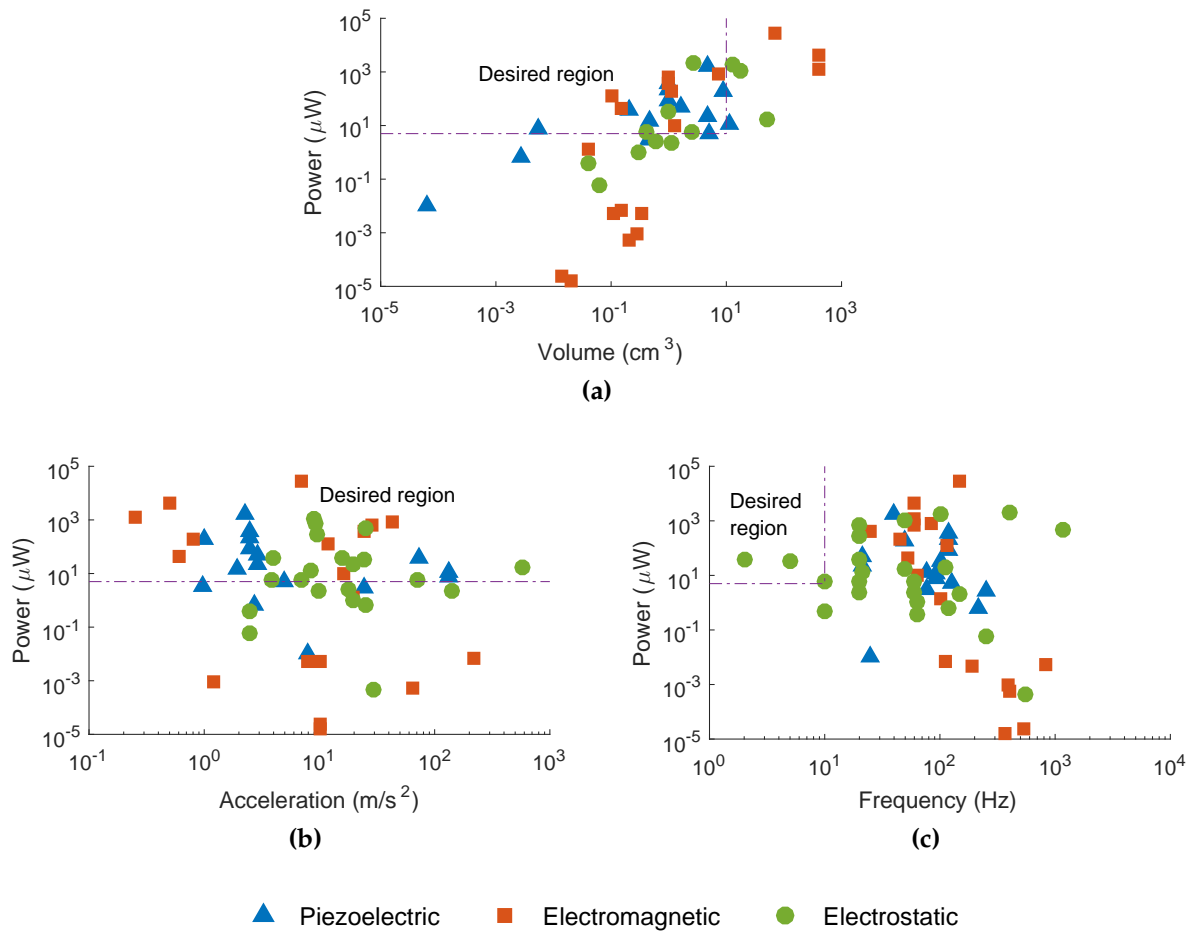 10^5
10^3
10^1
10^-1
10^-3
10^-5
Power (μW)
Desired region
10^-5
10^-3
10^-1
10^1
10^3
Volume (cm^3)
(a)
10^5
10^3
10^1
10^-1
10^-3
10^-5
Power (μW)
Desired region
10^-1
10^0
10^1
10^2
10^3
Acceleration (m/s^2)
(b)
10^5
10^3
10^1
10^-1
10^-3
10^-5
Power (μW)
Desired
region
10^0
10^1
10^2
10^3
10^4
Frequency (Hz)
(c)
Piezoelectric
Electromagnetic
Electrostatic